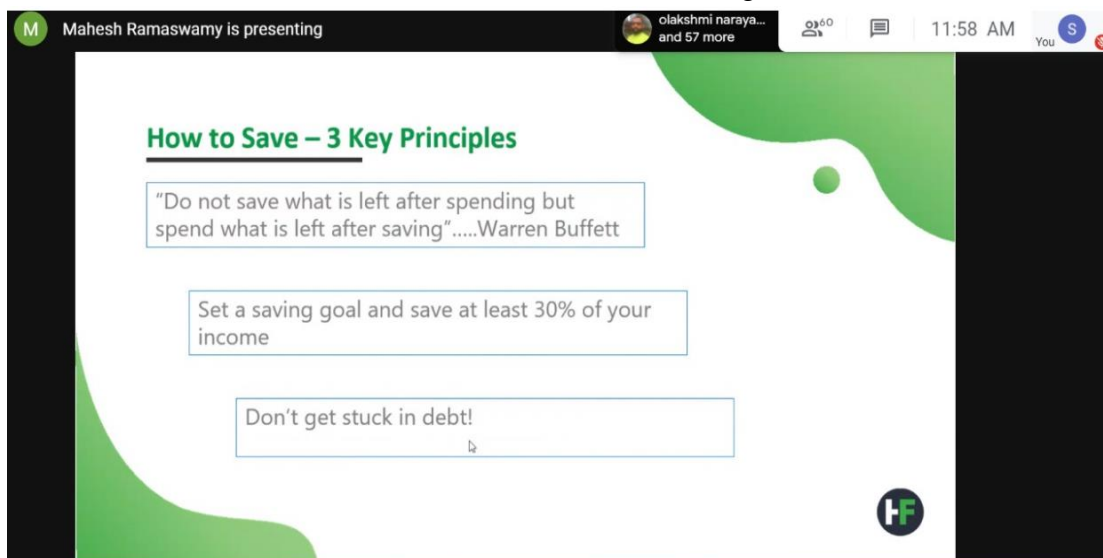 M Mahesh Ramaswamy is presenting
olakshmi naraya...
and 57 more
60
11:58 AM
You S
How to Save – 3 Key Principles
"Do not save what is left after spending but
spend what is left after saving".....Warren Buffett
Set a saving goal and save at least 30% of your
income
Don't get stuck in debt!
HF